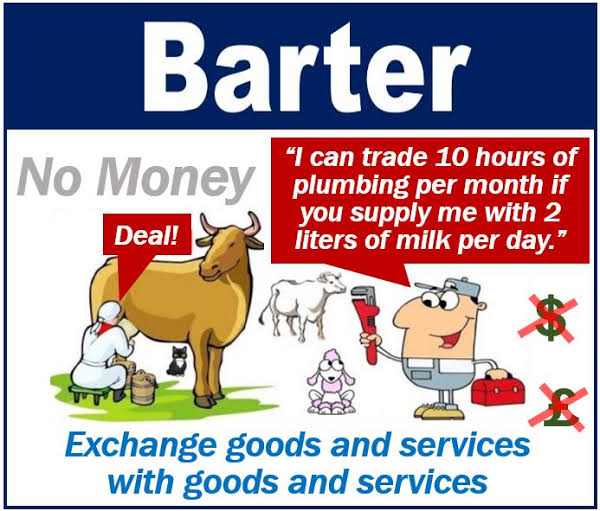 Barter
No Money
Deal!
“I can trade 10 hours of
plumbing per month if
you supply me with 2
liters of milk per day.”
$
£
Exchange goods and services
with goods and services